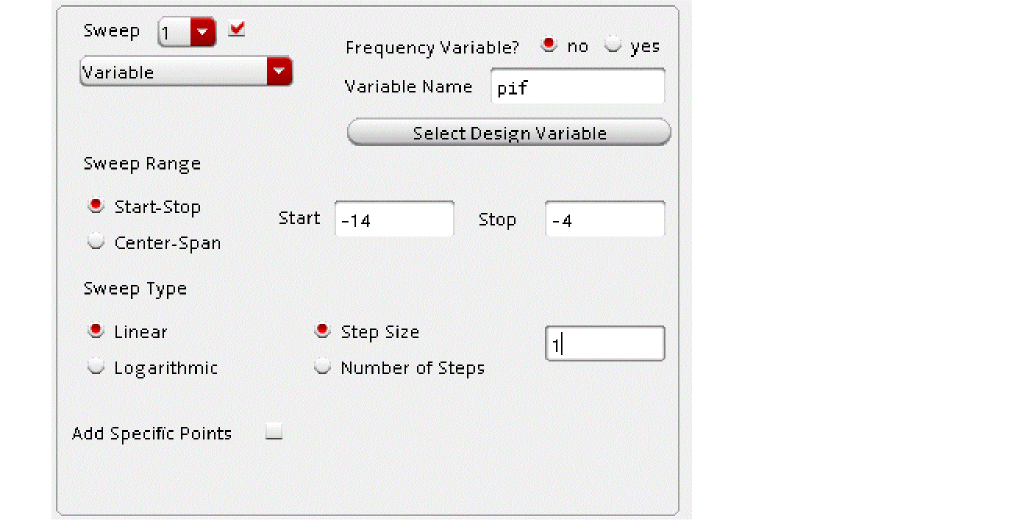 Sweep 1
Frequency Variable? no yes
Variable
Variable Name pif
Select Design Variable
Sweep Range
Start-Stop
Start -14 Stop -4
Center-Span
Sweep Type
Linear Step Size 1
Logarithmic Number of Steps
Add Specific Points